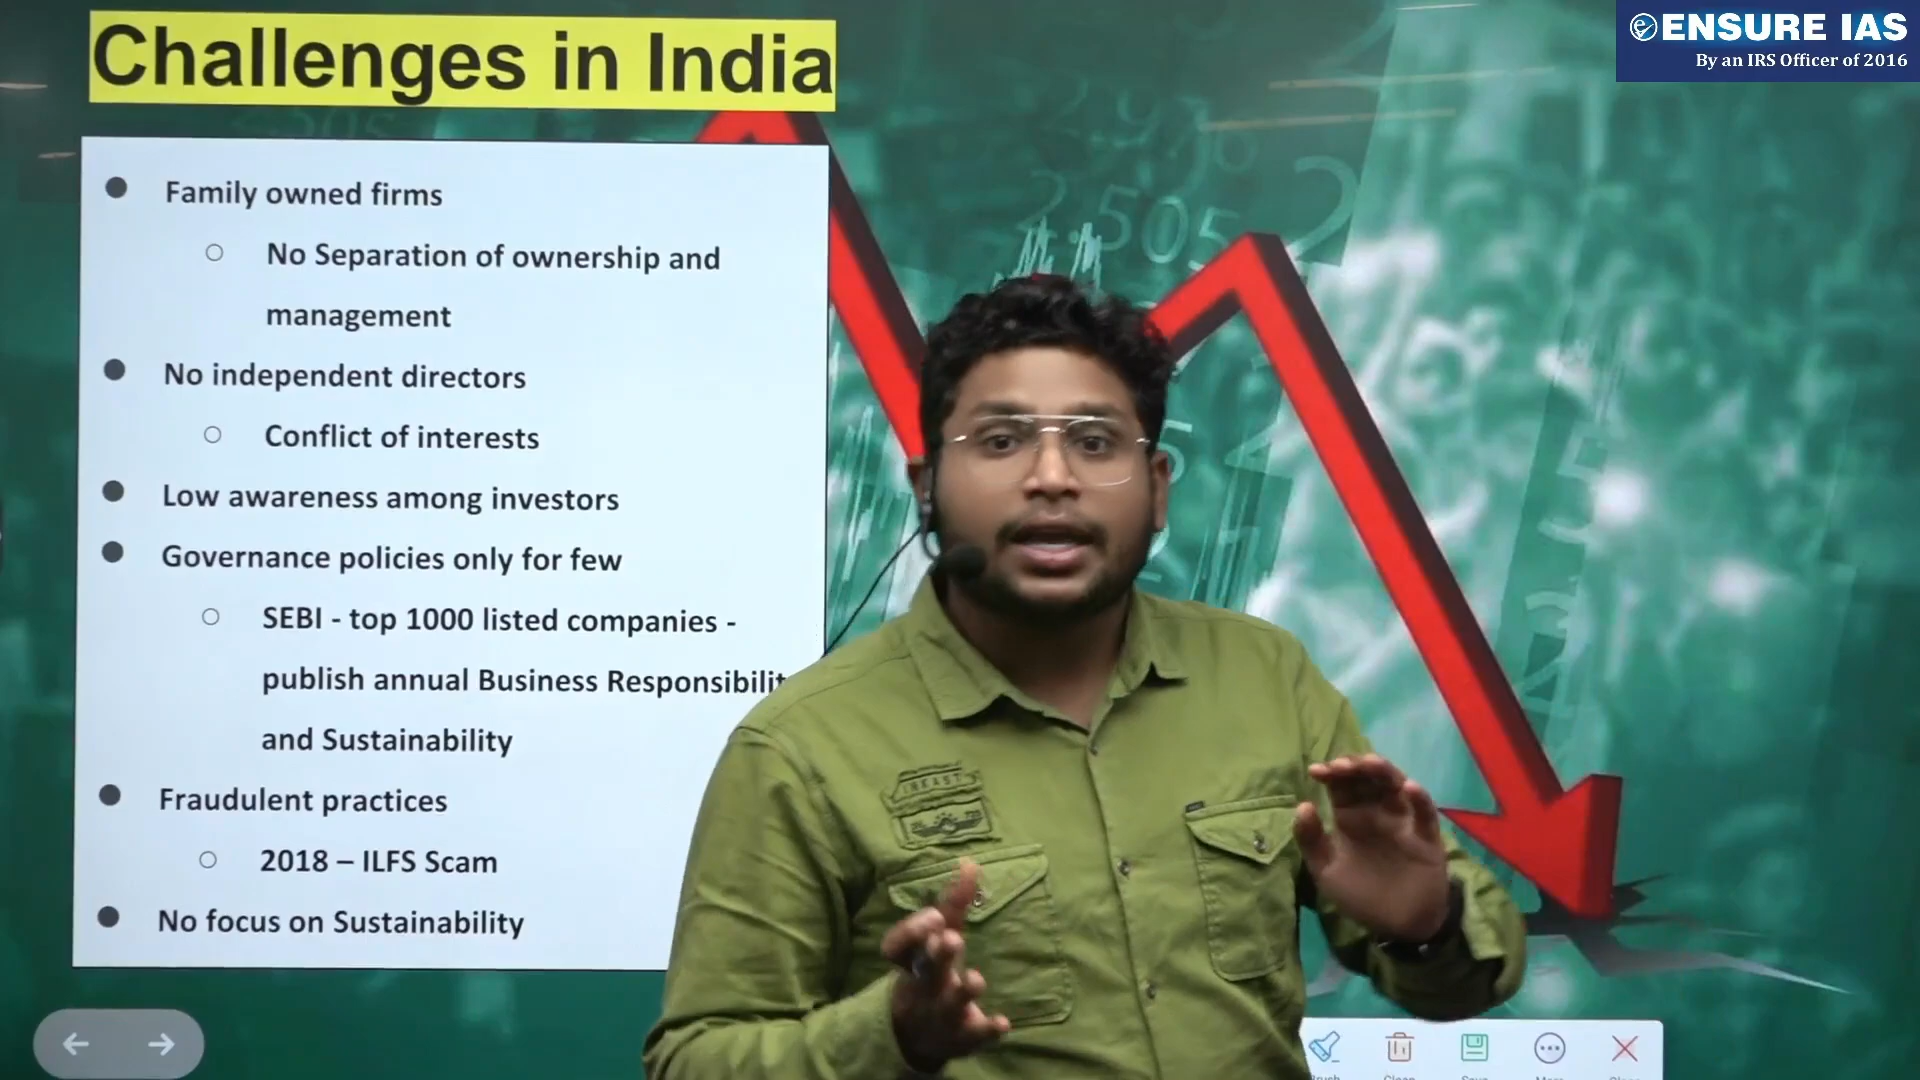 Challenges in India
ENSURE IAS
By an IRS Officer of 2016
Family owned firms
No Separation of ownership and
management
No independent directors
Conflict of interests
Low awareness among investors
Governance policies only for few
SEBI - top 1000 listed companies -
publish annual Business
and Sustainability
Fraudulent practices
2018 – ILFS Scam
No focus on Sustainability
2.505